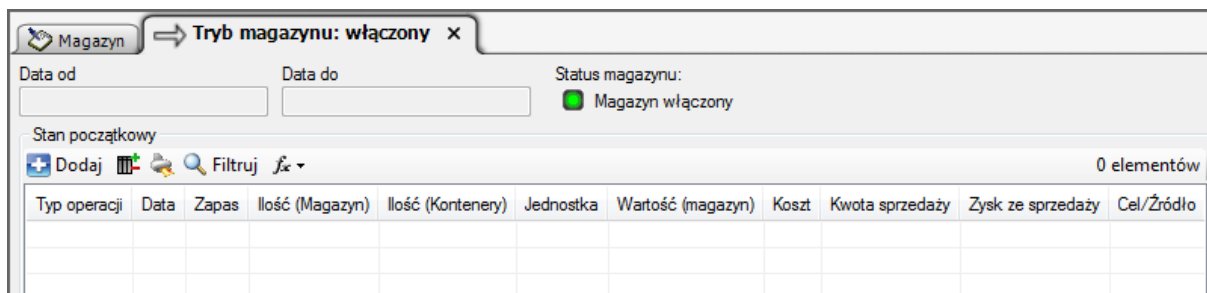 Magazyn Tryb magazynu: włączony x
Data od Data do Status magazynu:
Magazyn włączony
Stan początkowy
Dodaj Filtruj fx 0 elementów
Typ operacji Data Zapas Ilość (Magazyn) Ilość (Kontenery) Jednostka Wartość (magazyn) Koszt Kwota sprzedaży Zysk ze sprzedaży Cel/Źródło